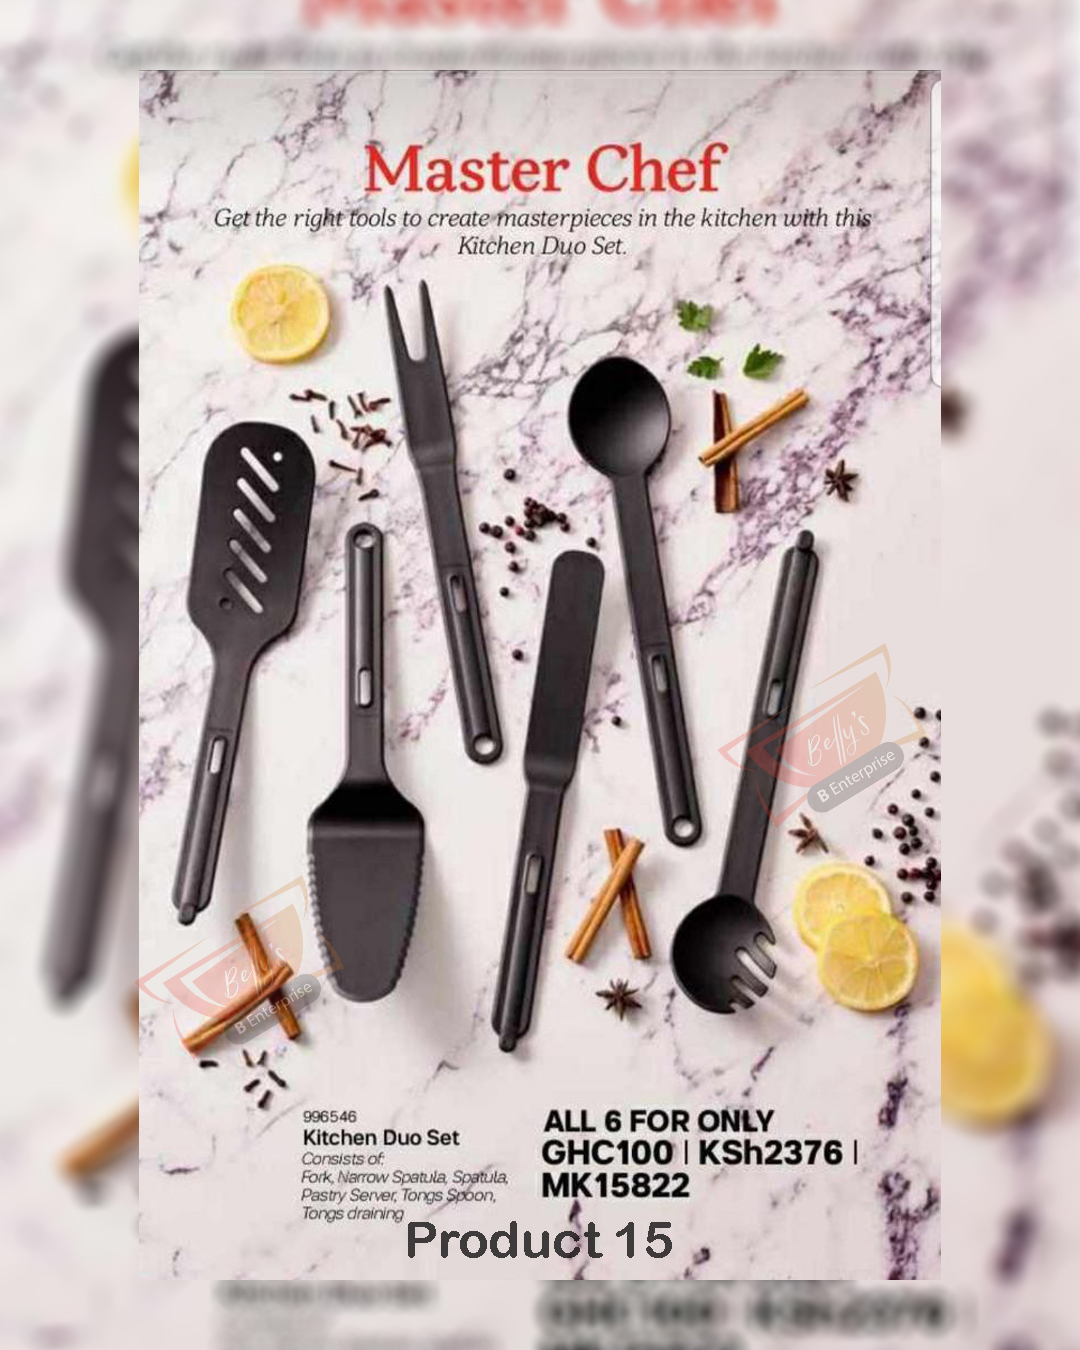 Master Chef
Get the right tools to create masterpieces in the kitchen with this
Kitchen Duo Set.
Belly's
B Enterprise
Belly's
B Enterprise
996546
Kitchen Duo Set
Consists of:
Fork, Narrow Spatula, Spatula,
Pastry Server, Tongs Spoon,
Tongs draining
ALL 6 FOR ONLY
GHC100 | KSh2376 |
MK15822
Product 15